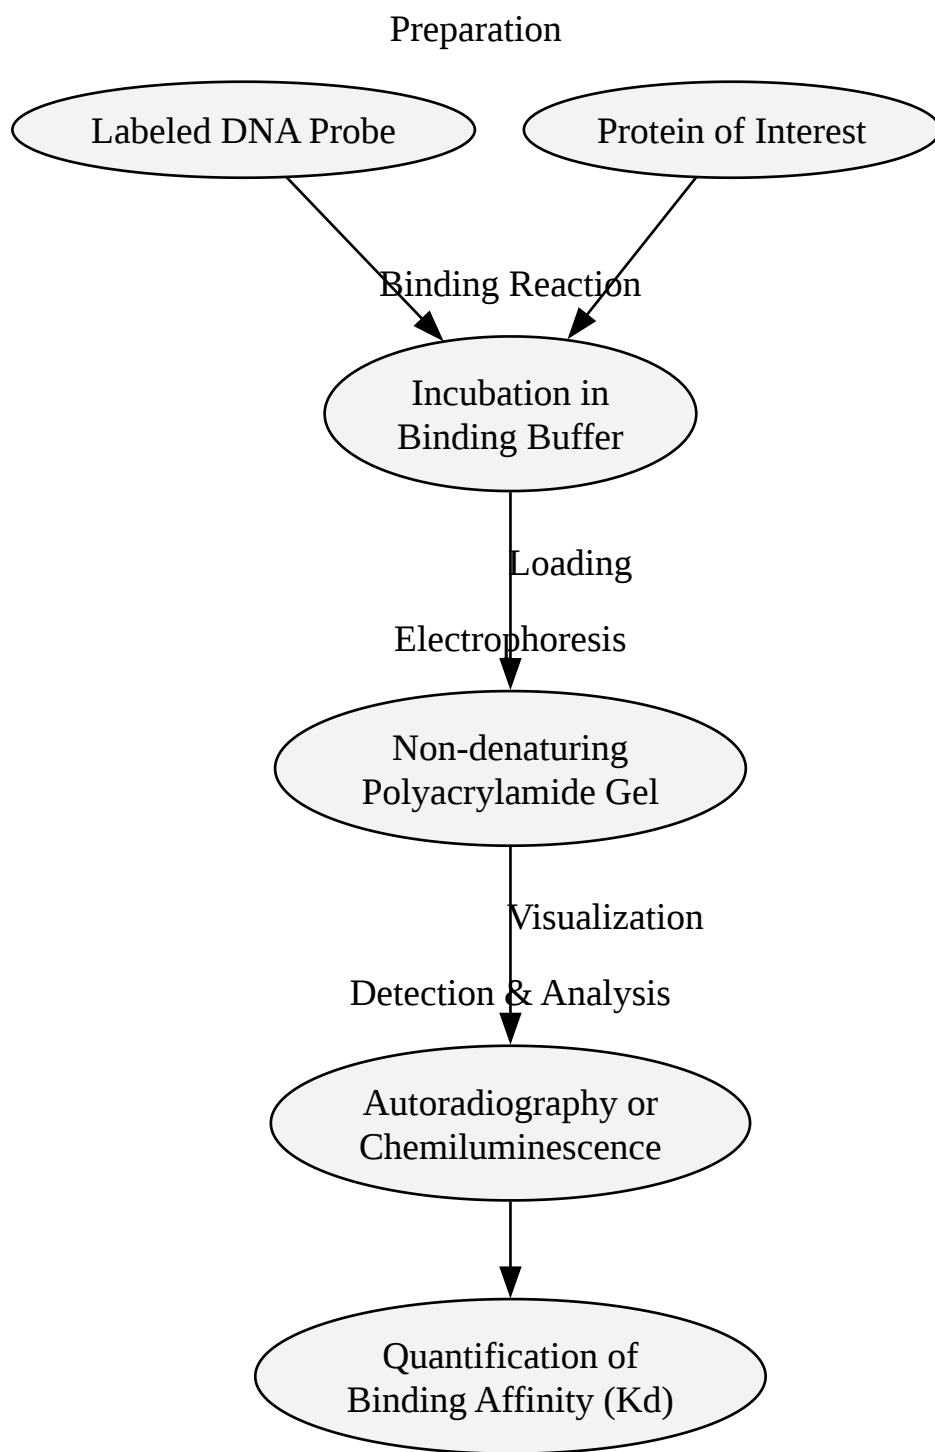 Preparation
Labeled DNA Probe
Protein of Interest
Binding Reaction
Incubation in
Binding Buffer
Loading
Electrophoresis
Non-denaturing
Polyacrylamide Gel
Visualization
Detection & Analysis
Autoradiography or
Chemiluminescence
Quantification of
Binding Affinity (Kd)